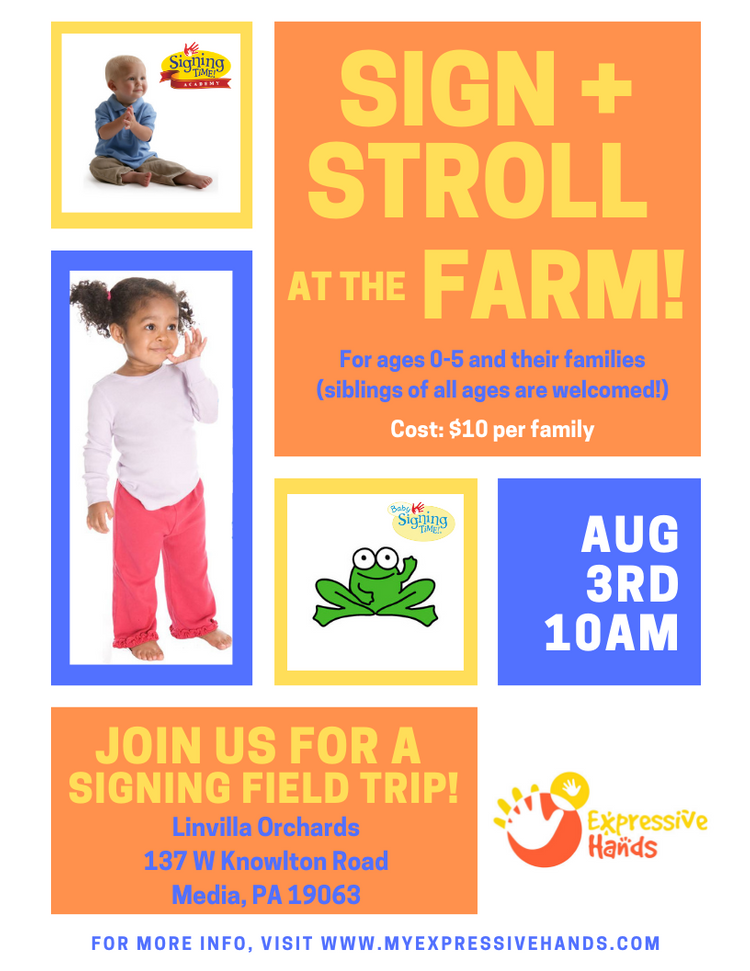 Signing
TIME!
ACADEMY
SIGN +
STROLL
AT THE FARM!
For ages 0-5 and their families
(siblings of all ages are welcomed!)
Cost: $10 per family
Baby
Signing
TIME!
AUG
3RD
10AM
JOIN US FOR A
SIGNING FIELD TRIP!
Linvilla Orchards
137 W Knowlton Road
Media, PA 19063
Expressive
Hands
FOR MORE INFO, VISIT WWW.MYEXPRESSIVEHANDS.COM